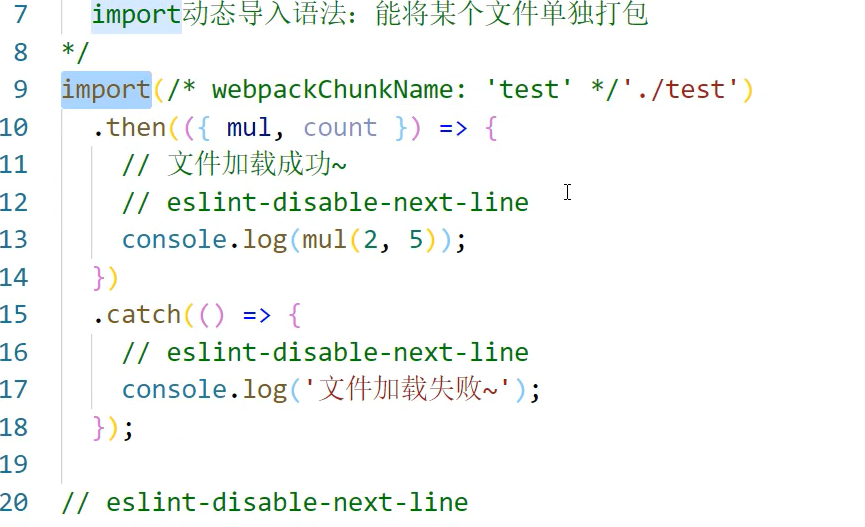 7 import动态导入语法：能将某个文件单独打包
8 */
9 import(/* webpackChunkName: 'test' */'./test')
10 .then(({ mul, count }) => {
11 // 文件加载成功~
12 // eslint-disable-next-line
13 console.log(mul(2, 5));
14 })
15 .catch(() => {
16 // eslint-disable-next-line
17 console.log('文件加载失败~');
18 });
19
20 // eslint-disable-next-line